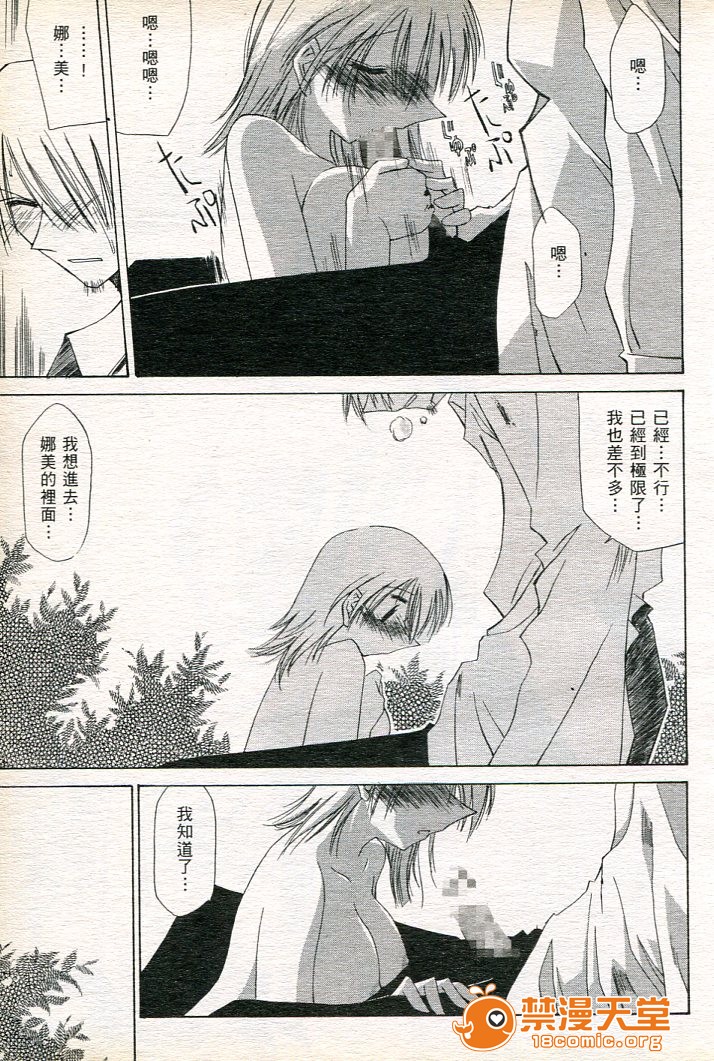 嗯…
嗯…
嗯…嗯嗯…
……！
娜…美…
已經…不行…
已經到極限了…
我也差不多…
我想進去…
娜美的裡面…
我知道了…
禁漫天堂
18comic.org